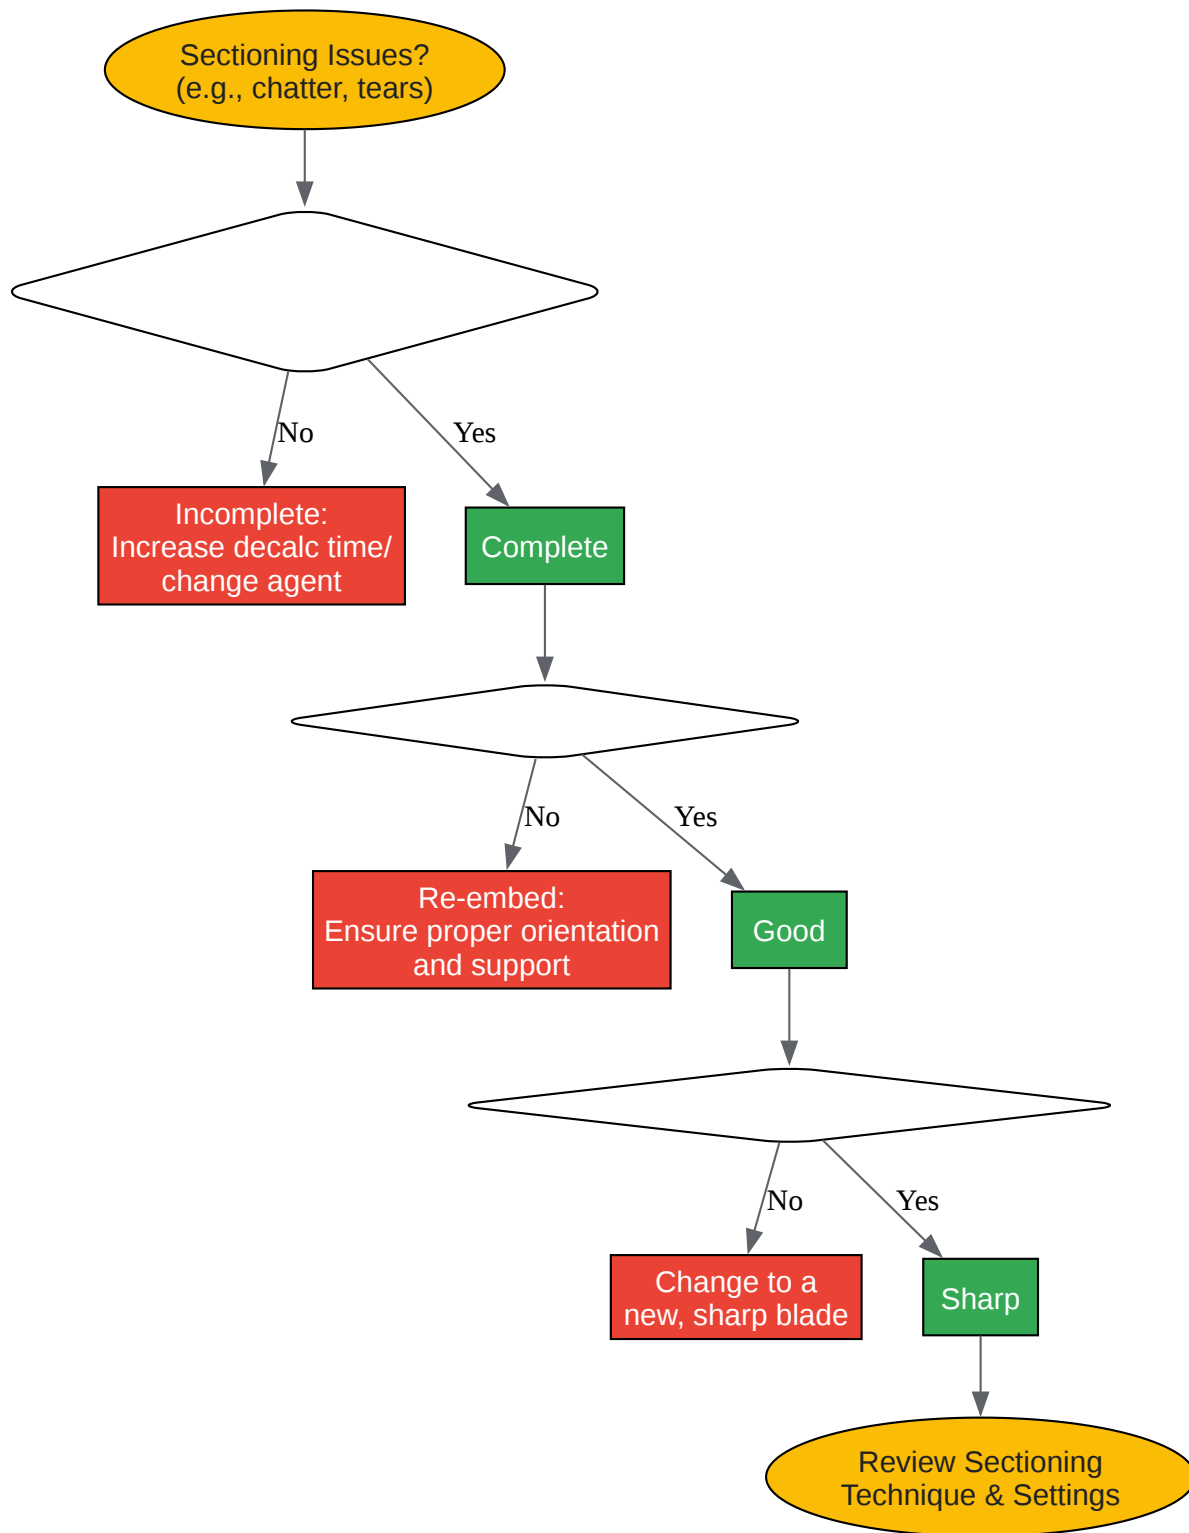 Sectioning Issues?
(e.g., chatter, tears)
No
Yes
Incomplete:
Increase decalc time/
change agent
Complete
No
Yes
Re-embed:
Ensure proper orientation
and support
Good
No
Yes
Change to a
new, sharp blade
Sharp
Review Sectioning
Technique & Settings